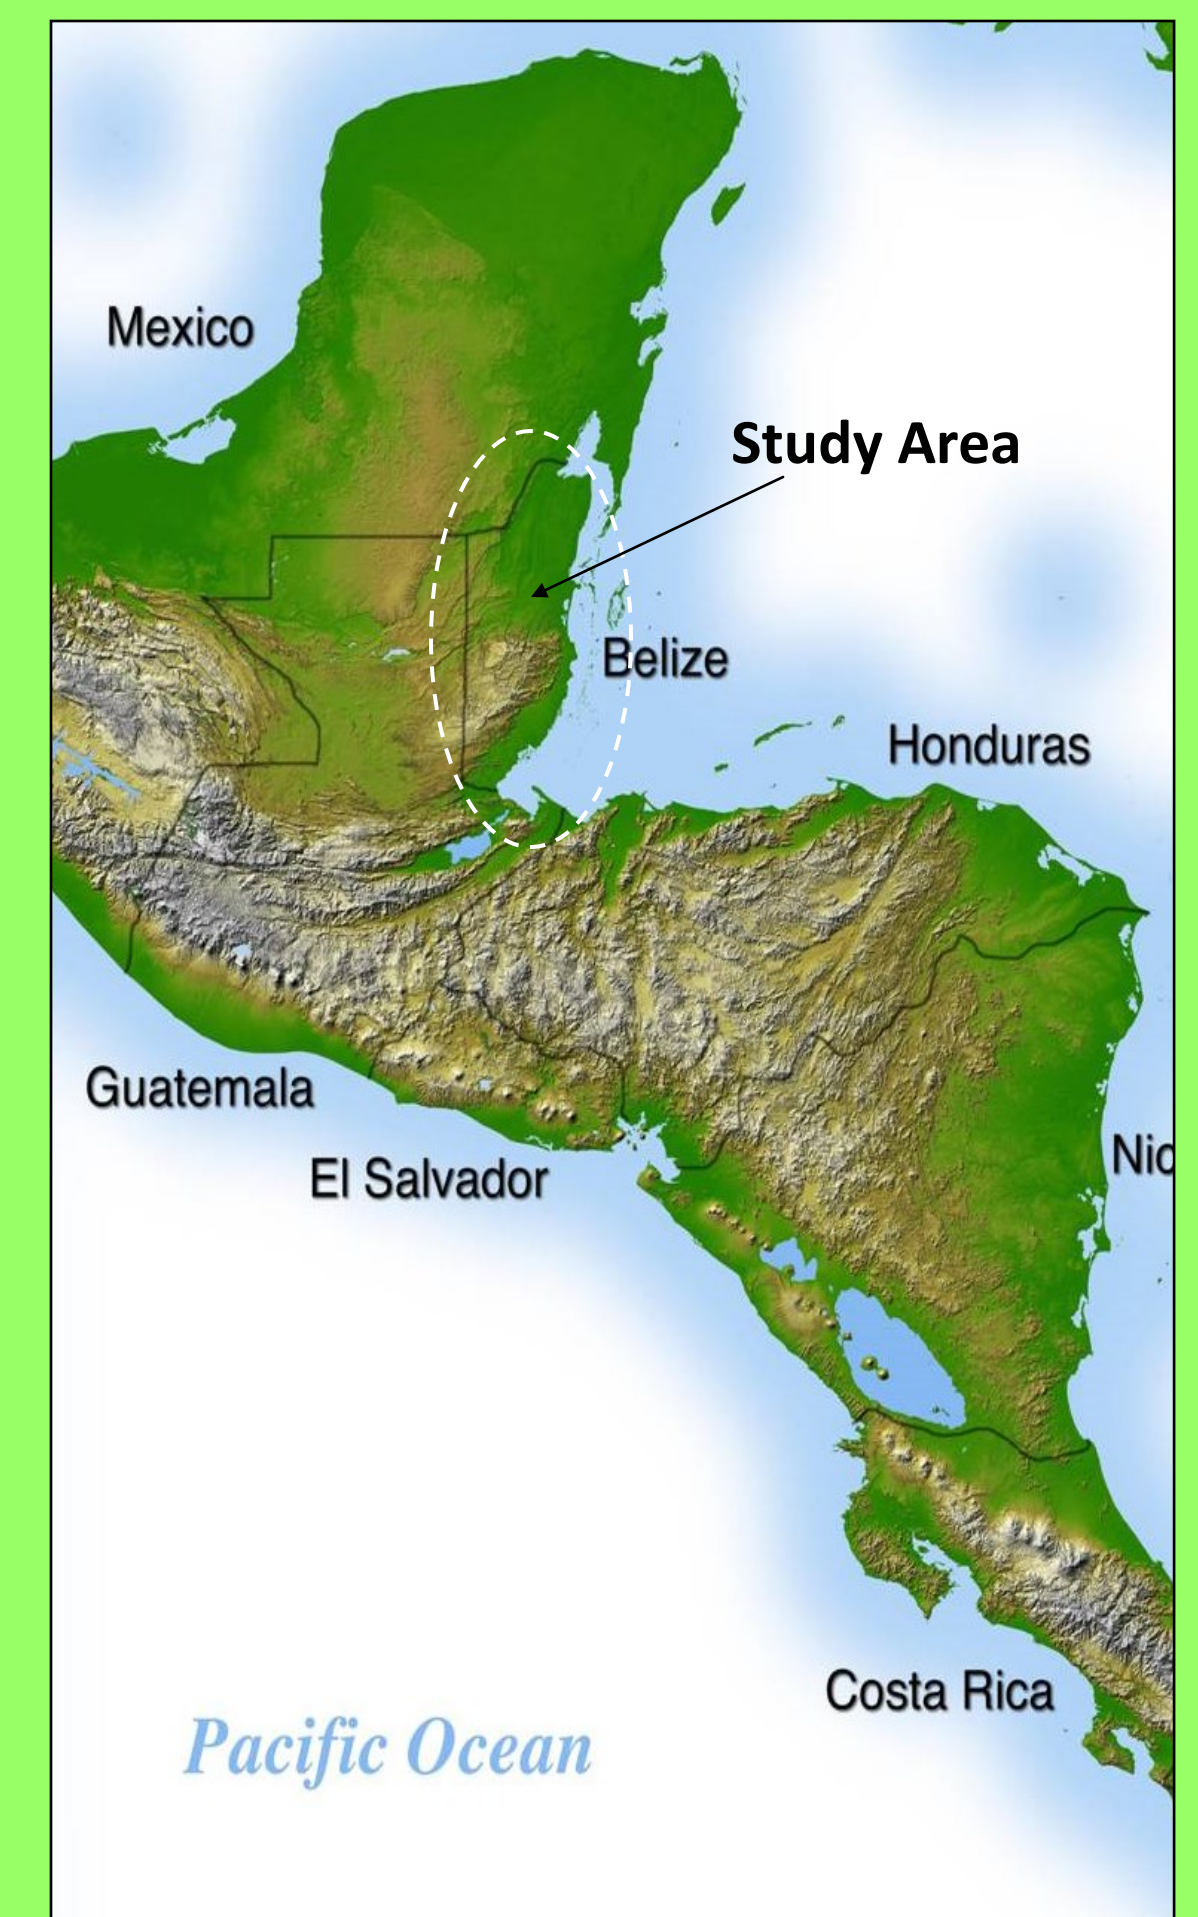 Mexico
Study Area
Belize
Honduras
Guatemala
Nic
El Salvador
Costa Rica
Pacific Ocean